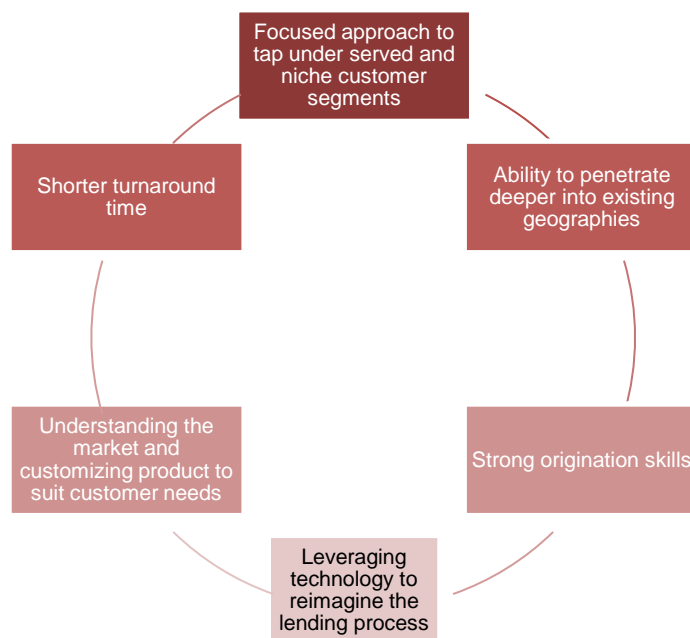 Focused approach to
tap under served and
niche customer
segments
Ability to penetrate
deeper into existing
geographies
Strong origination skills
Leveraging
technology to
reimagine the
lending process
Understanding the
market and
customizing product to
suit customer needs
Shorter turnaround
time